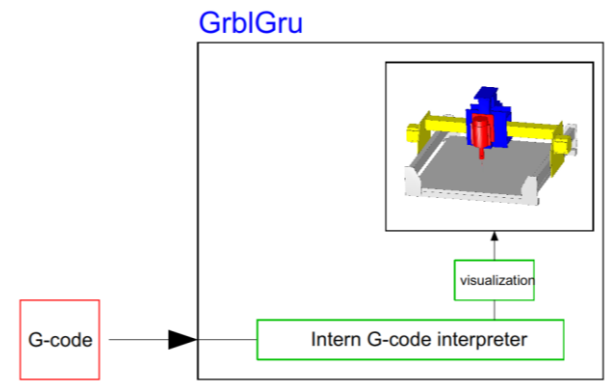 GrblGru
visualization
G-code
Intern G-code interpreter